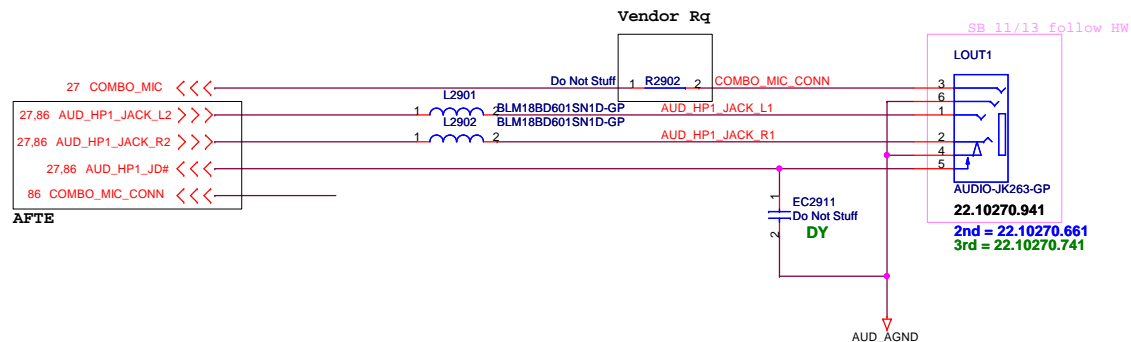 Vendor Rq
SB 11/13 follow HW
LOUT1
27 COMBO_MIC
Do Not Stuff
1 R2902 2
COMBO_MIC_CONN
3
6
L2901
27,86 AUD_HP1_JACK_L2
1 2
BLM18BD601SN1D-GP
AUD_HP1_JACK_L1
1
L2902
BLM18BD601SN1D-GP
27,86 AUD_HP1_JACK_R2
1 2
AUD_HP1_JACK_R1
2
4
27,86 AUD_HP1_JD#
5
86 COMBO_MIC_CONN
AFTE
1
EC2911
Do Not Stuff
DY
2
AUDIO-JK263-GP
22.10270.941
2nd = 22.10270.661
3rd = 22.10270.741
AUD_AGND